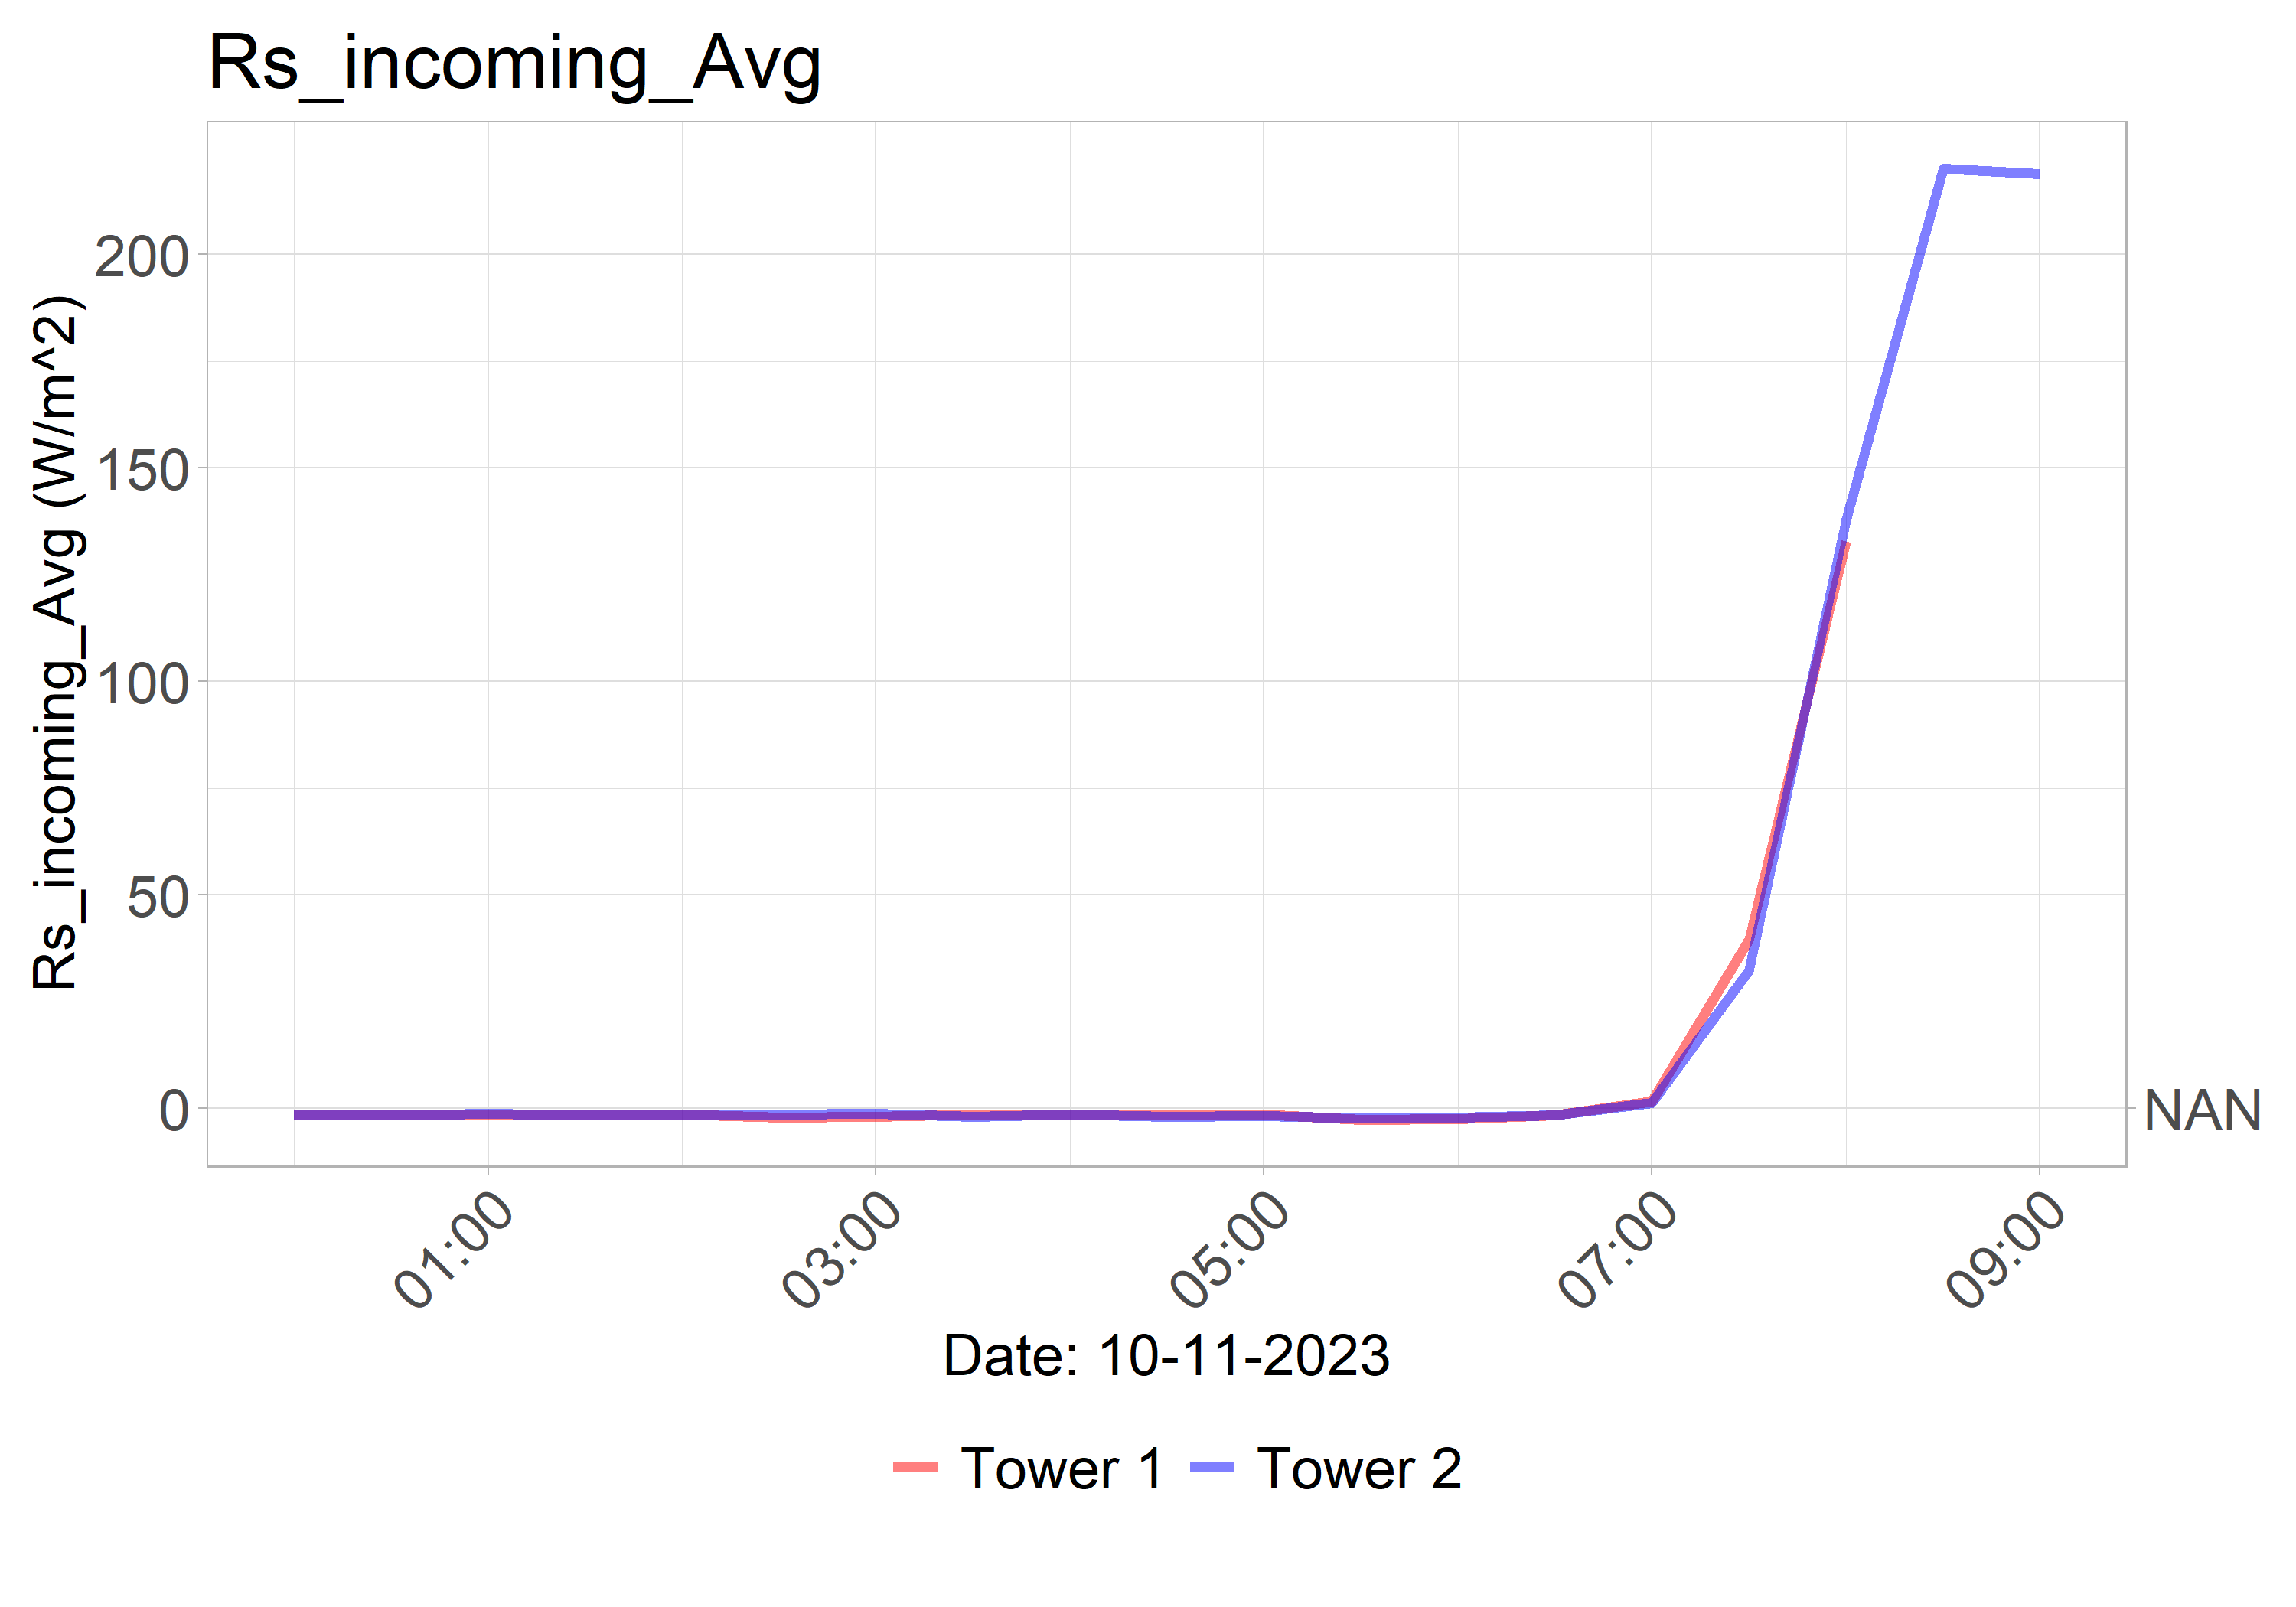 Rs_incoming_Avg
Rs_incoming_Avg (W/m^2)
200
150
100
50
0
NAN
01:00
03:00
05:00
07:00
09:00
Date: 10-11-2023
Tower 1
Tower 2